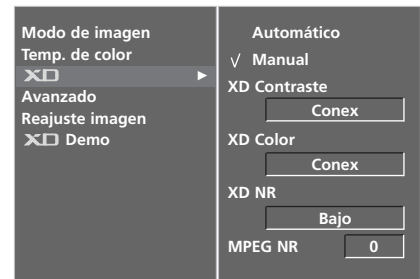 Modo de imagen
Temp. de color
XD
Avanzado
Reajuste imagen
XD Demo
Automático
√ Manual
XD Contraste
Conex
XD Color
Conex
XD NR
Bajo
MPEG NR 0